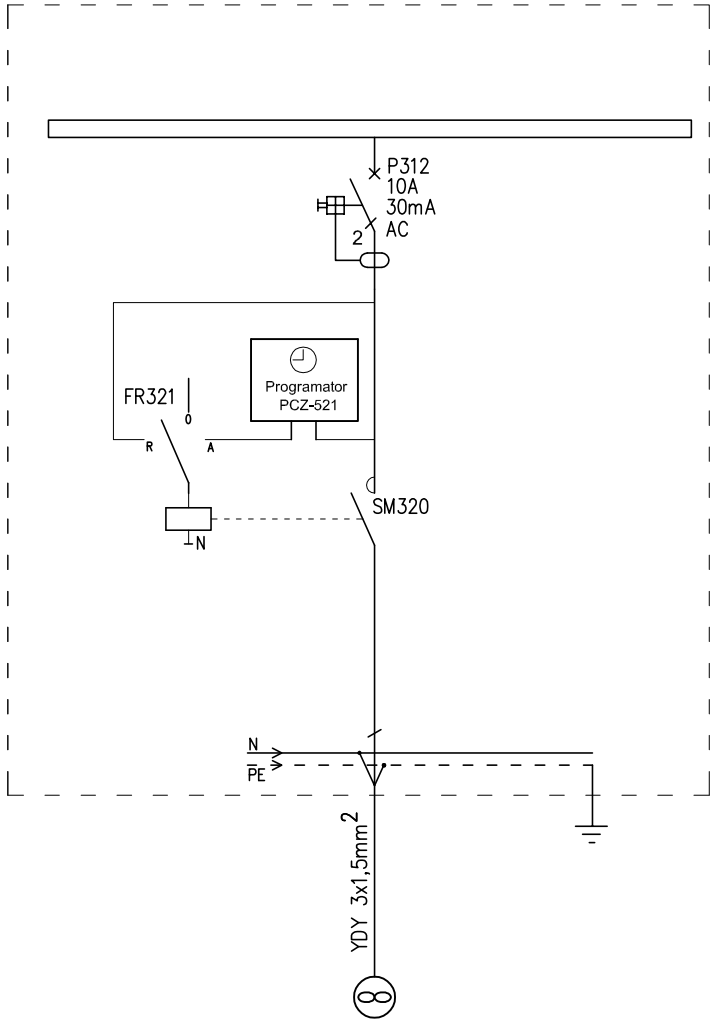 P312
10A
30mA
AC
2
Programator
PCZ-521
FR321
0
R
A
SM320
N
N
PE
YDY 3x1,5mm²